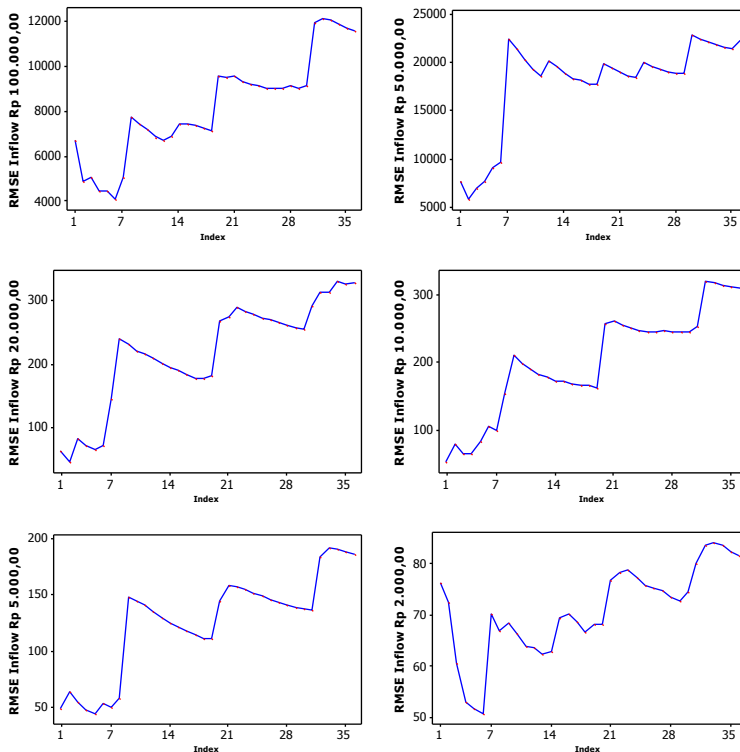 RMSE Inflow Rp 100.000,00
12000
10000
8000
6000
4000
1 7 14 21 28 35
Index
RMSE Inflow Rp 50.000,00
25000
20000
15000
10000
5000
1 7 14 21 28 35
Index
RMSE Inflow Rp 20.000,00
300
200
100
1 7 14 21 28 35
Index
RMSE Inflow Rp 10.000,00
300
200
100
1 7 14 21 28 35
Index
RMSE Inflow Rp 5.000,00
200
150
100
50
1 7 14 21 28 35
Index
RMSE Inflow Rp 2.000,00
80
70
60
50
1 7 14 21 28 35
Index